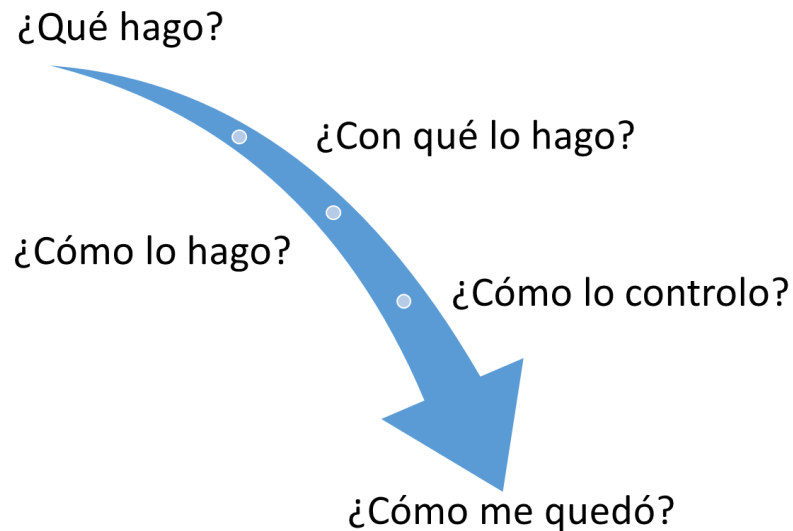 ¿Qué hago?
¿Con qué lo hago?
¿Cómo lo hago?
¿Cómo lo controlo?
¿Cómo me quedó?